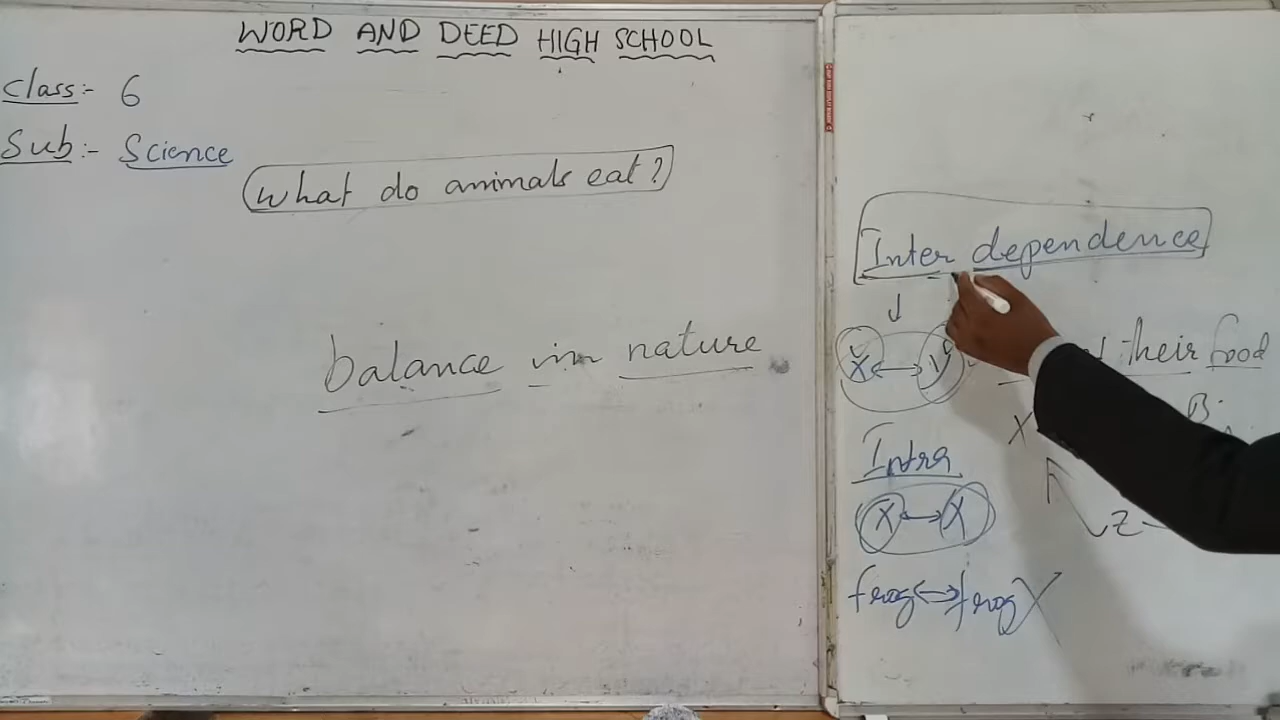 WORD AND DEED HIGH SCHOOL
Class:- 6
Sub:- Science
What do animals eat?
balance in nature
Inter dependence
X ↔ Y
their food
B
X
Intra
X ↔ X
Z
frog ↔ frog X